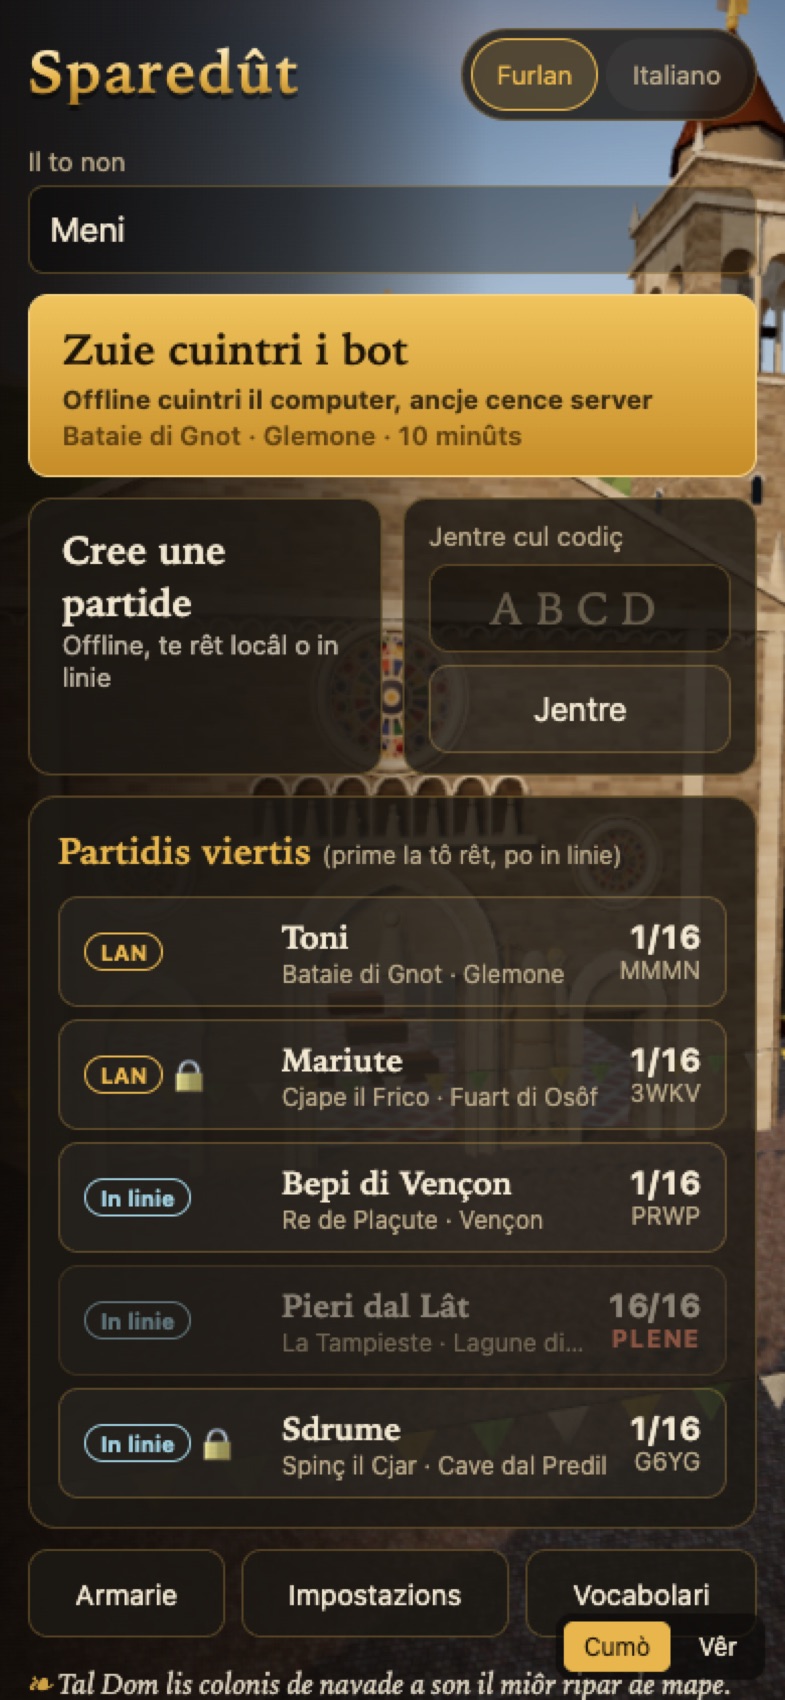 Sparedût
Furlan
Italiano
Il to non
Meni
Zuie cuintri i bot
Offline cuintri il computer, ancje cence server
Bataie di Gnot · Glemone · 10 minûts
Cree une
partide
Offline, te rêt locâl o in
linie
Jentre cul codiç
ABCD
Jentre
Partidis viertis (prime la tô rêt, po in linie)
LAN
Toni
1/16
Bataie di Gnot · Glemone
MMMN
LAN
Mariute
1/16
Cjape il Frico · Fuart di Osôf
3WKV
In linie
Bepi di Vençon
1/16
Re de Plaçute · Vençon
PRWP
In linie
Pieri dal Lât
16/16
La Tampieste · Lagune di...
PLENE
In linie
Sdrume
1/16
Spinç il Cjar · Cave dal Predil
G6YG
Armarie
Impostazions
Vocabolari
Cumò
Vêr
Tal Dom lis colonis de navade a son il miôr ripar de mape.